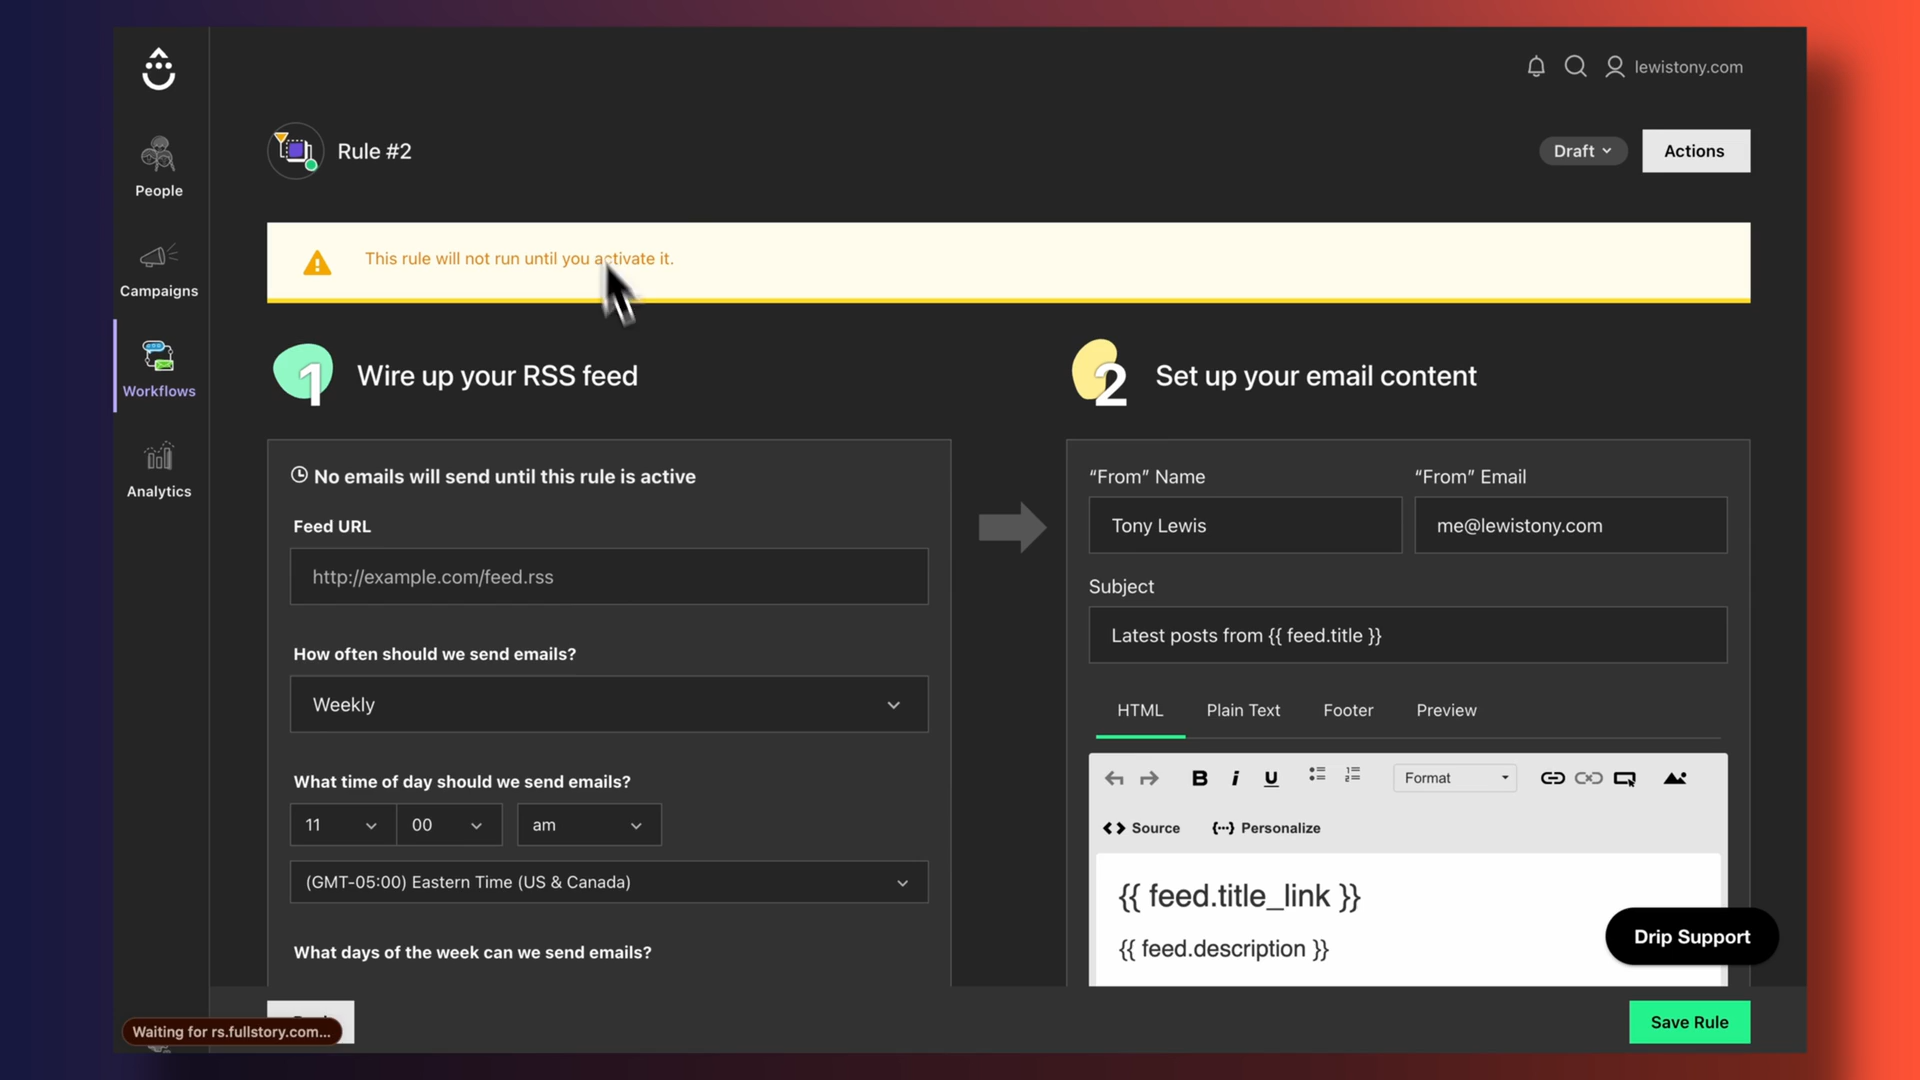 lewistony.com
People
Campaigns
Workflows
Analytics
Rule #2
Draft
Actions
This rule will not run until you activate it.
1 Wire up your RSS feed
2 Set up your email content
No emails will send until this rule is active
Feed URL
http://example.com/feed.rss
How often should we send emails?
Weekly
What time of day should we send emails?
11 00 am
(GMT-05:00) Eastern Time (US & Canada)
What days of the week can we send emails?
“From” Name “From” Email
Tony Lewis me@lewistony.com
Subject
Latest posts from {{ feed.title }}
HTML Plain Text Footer Preview
B i U Format
Source Personalize
{{ feed.title_link }}
{{ feed.description }}
Drip Support
Waiting for rs.fullstory.com...
Save Rule